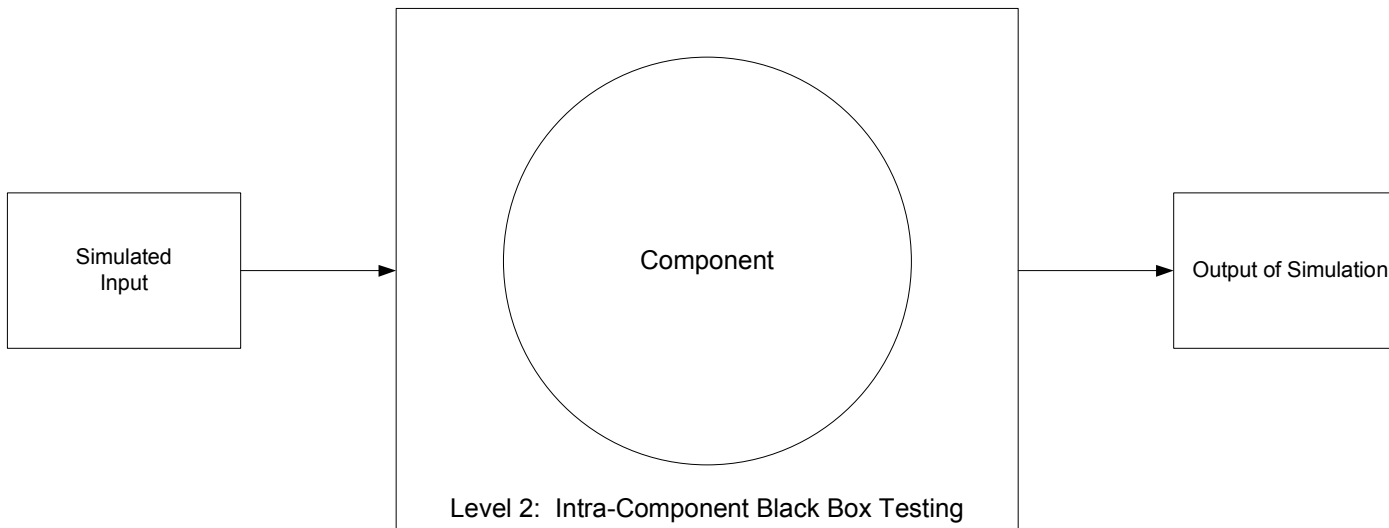 Simulated
Input
Component
Output of Simulation
Level 2:  Intra-Component Black Box Testing